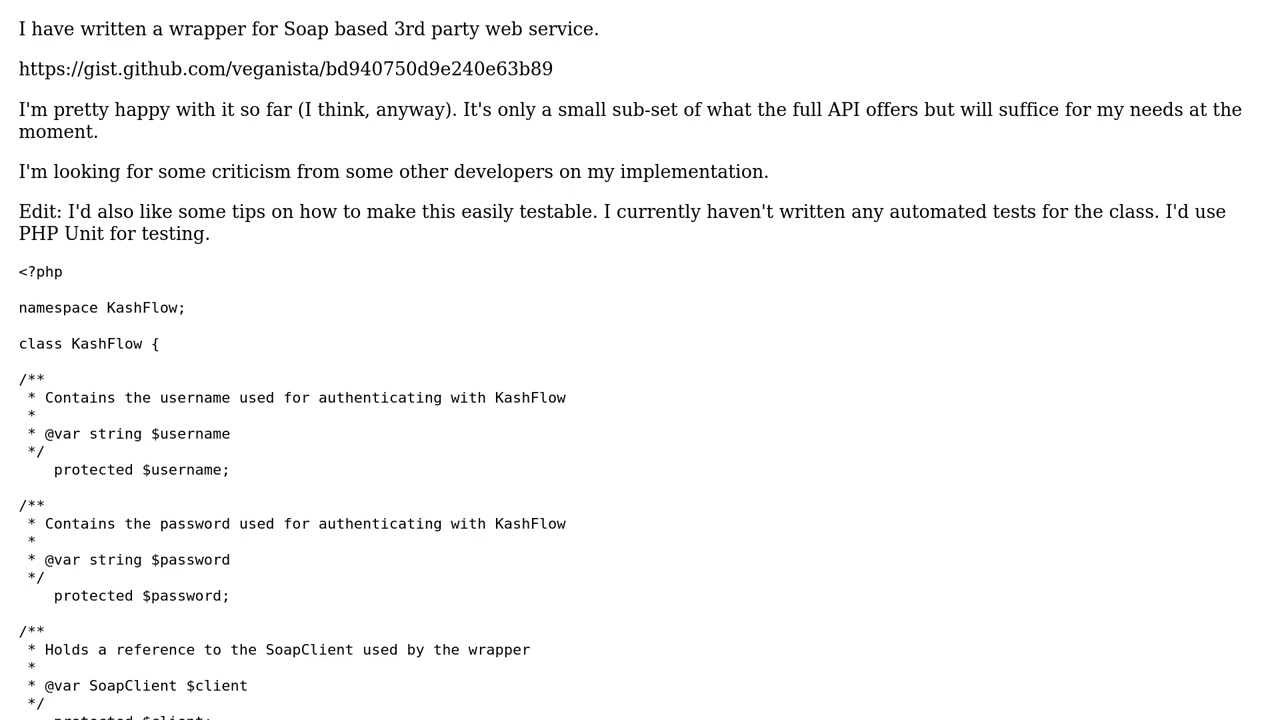 I have written a wrapper for Soap based 3rd party web service.
https://gist.github.com/veganista/bd940750d9e240e63b89
I'm pretty happy with it so far (I think, anyway). It's only a small sub-set of what the full API offers but will suffice for my needs at the
moment.
I'm looking for some criticism from some other developers on my implementation.
Edit: I'd also like some tips on how to make this easily testable. I currently haven't written any automated tests for the class. I'd use
PHP Unit for testing.
<?php
namespace KashFlow;
class KashFlow {
/**
 * Contains the username used for authenticating with KashFlow
 *
 * @var string $username
 */
    protected $username;
/**
 * Contains the password used for authenticating with KashFlow
 *
 * @var string $password
 */
    protected $password;
/**
 * Holds a reference to the SoapClient used by the wrapper
 *
 * @var SoapClient $client
 */
    protected $client;